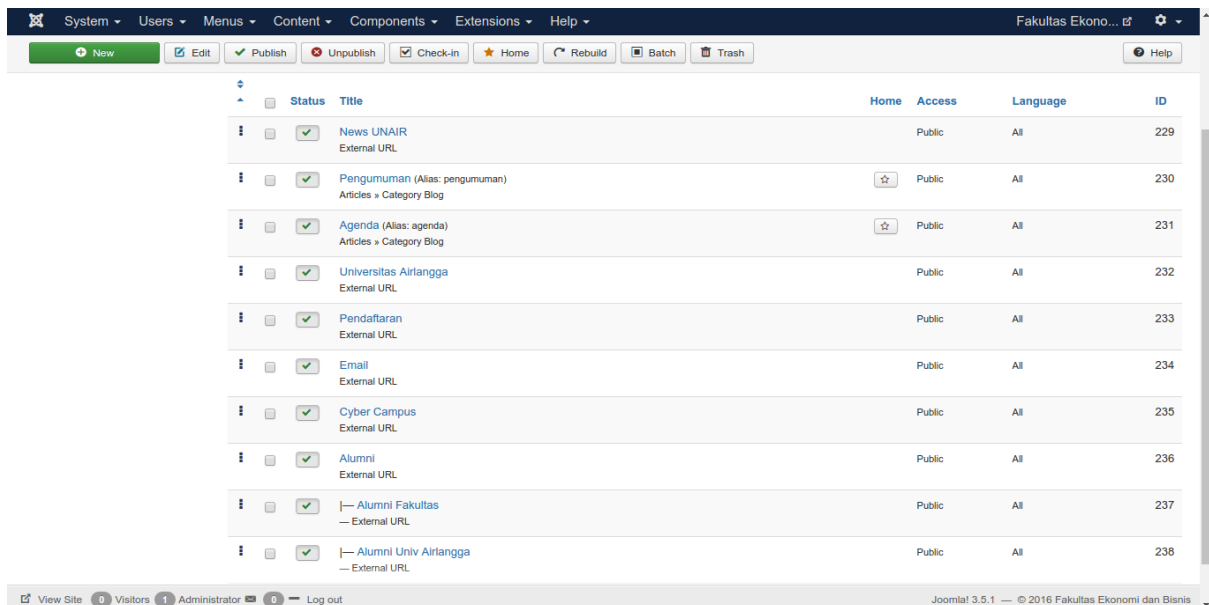 System Users Menus Content Components Extensions Help Fakultas Ekono...
New Edit Publish Unpublish Check-in Home Rebuild Batch Trash Help
Status Title Home Access Language ID
News UNAIR Public All 229
External URL
Pengumuman (Alias: pengumuman) Public All 230
Articles » Category Blog
Agenda (Alias: agenda) Public All 231
Articles » Category Blog
Universitas Airlangga Public All 232
External URL
Pendaftaran Public All 233
External URL
Email Public All 234
External URL
Cyber Campus Public All 235
External URL
Alumni Public All 236
External URL
|— Alumni Fakultas Public All 237
— External URL
|— Alumni Univ Airlangga Public All 238
— External URL
View Site 0 Visitors 1 Administrator 0 Log out Joomla! 3.5.1 — © 2016 Fakultas Ekonomi dan Bisnis